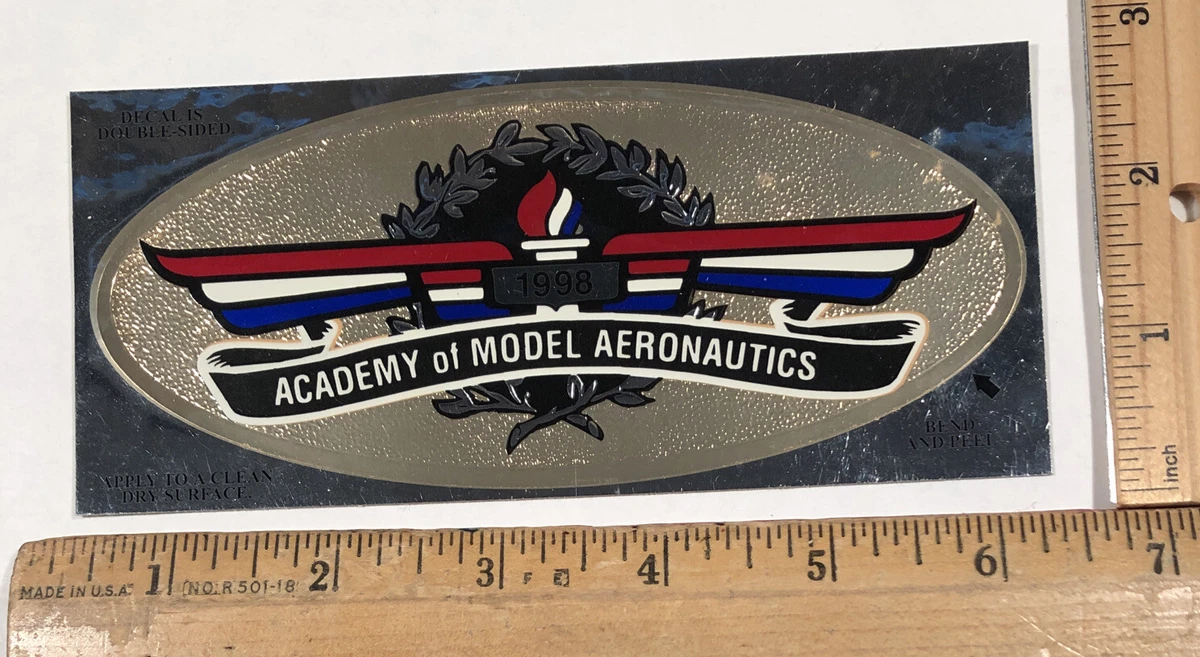 DECAL IS
DOUBLE-SIDED.
1998
ACADEMY of MODEL AERONAUTICS
BEND
AND PEEL
APPLY TO A CLEAN
DRY SURFACE.
3
2
1
inch
1 2 3 4 5 6 7
MADE IN U.S.A. NO. R 501-18